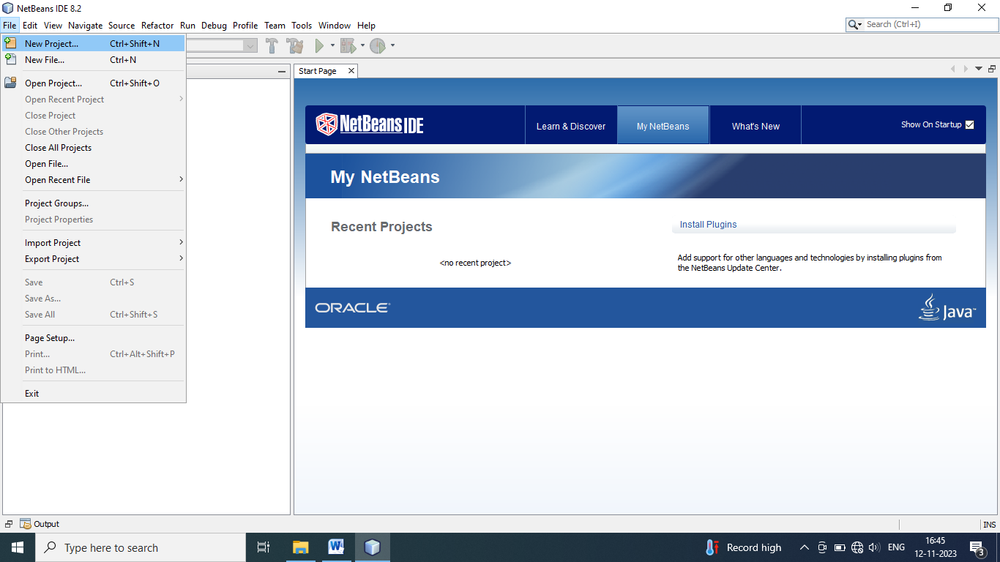 NetBeans IDE 8.2
File Edit View Navigate Source Refactor Run Debug Profile Team Tools Window Help
Search (Ctrl+I)
New Project... Ctrl+Shift+N
New File... Ctrl+N
Open Project... Ctrl+Shift+O
Open Recent Project
Close Project
Close Other Projects
Close All Projects
Open File...
Open Recent File
Project Groups...
Project Properties
Import Project
Export Project
Save Ctrl+S
Save As...
Save All Ctrl+Shift+S
Page Setup...
Print... Ctrl+Alt+Shift+P
Print to HTML...
Exit
Start Page
NetBeans IDE
Learn & Discover
My NetBeans
What's New
Show On Startup
My NetBeans
Recent Projects
<no recent project>
Install Plugins
Add support for other languages and technologies by installing plugins from
the NetBeans Update Center.
ORACLE
Java™
Output
INS
Type here to search
W
Record high
ENG
16:45
12-11-2023
3